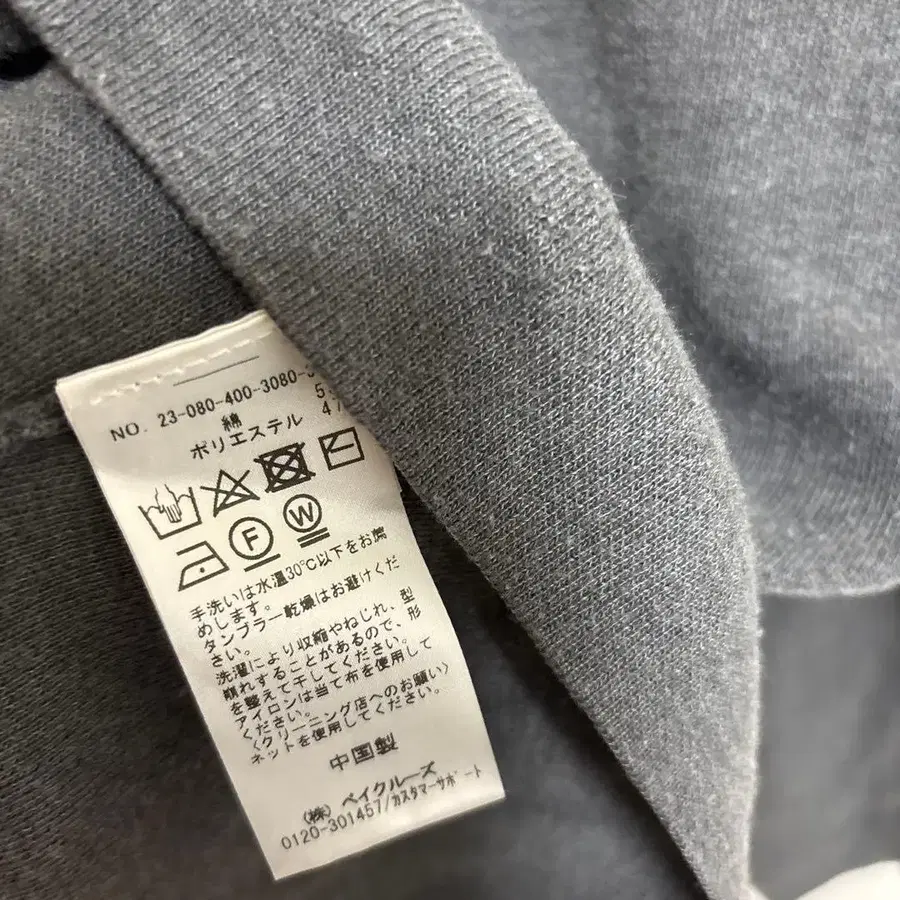 NO. 23-080-400-3080-
綿 5
ポリエステル 4
F W
手洗いは水温30℃以下をお薦
めします。
タンブラー乾燥はお避けくだ
さい。
洗濯により収縮やねじれ、型
崩れすることがあるので、形
を整えて干してください。
アイロンは当て布を使用して
ください。
〈クリーニング店へのお願い〉
ネットを使用してください。
中国製
(株) ベイクルーズ
0120-301457/カスタマーサポート